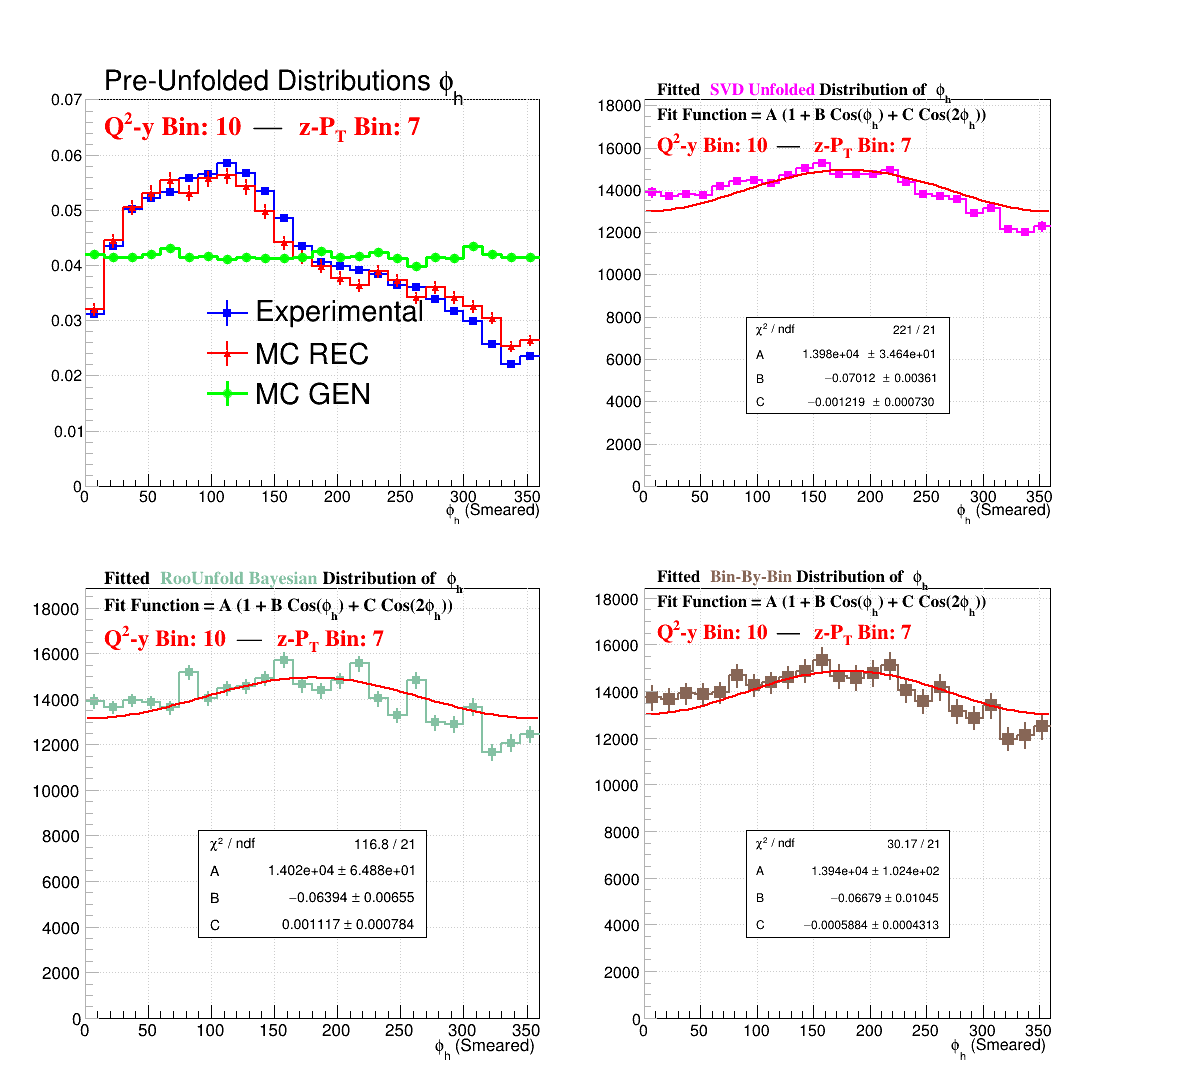 Pre-Unfolded Distributions ϕh
Q2-y Bin: 10 — z-PT Bin: 7
0.07
0.06
0.05
0.04
0.03
0.02
0.01
0
Experimental
MC REC
MC GEN
0 50 100 150 200 250 300 350
ϕh (Smeared)
Fitted SVD Unfolded Distribution of ϕh
Fit Function = A (1 + B Cos(ϕh) + C Cos(2ϕh))
Q2-y Bin: 10 — z-PT Bin: 7
18000
16000
14000
12000
10000
8000
6000
4000
2000
0
χ2 / ndf 221 / 21
A 1.398e+04 ± 3.464e+01
B −0.07012 ± 0.00361
C −0.001219 ± 0.000730
0 50 100 150 200 250 300 350
ϕh (Smeared)
Fitted RooUnfold Bayesian Distribution of ϕh
Fit Function = A (1 + B Cos(ϕh) + C Cos(2ϕh))
Q2-y Bin: 10 — z-PT Bin: 7
18000
16000
14000
12000
10000
8000
6000
4000
2000
0
χ2 / ndf 116.8 / 21
A 1.402e+04 ± 6.488e+01
B −0.06394 ± 0.00655
C 0.001117 ± 0.000784
0 50 100 150 200 250 300 350
ϕh (Smeared)
Fitted Bin-By-Bin Distribution of ϕh
Fit Function = A (1 + B Cos(ϕh) + C Cos(2ϕh))
Q2-y Bin: 10 — z-PT Bin: 7
18000
16000
14000
12000
10000
8000
6000
4000
2000
0
χ2 / ndf 30.17 / 21
A 1.394e+04 ± 1.024e+02
B −0.06679 ± 0.01045
C −0.0005884 ± 0.0004313
0 50 100 150 200 250 300 350
ϕh (Smeared)